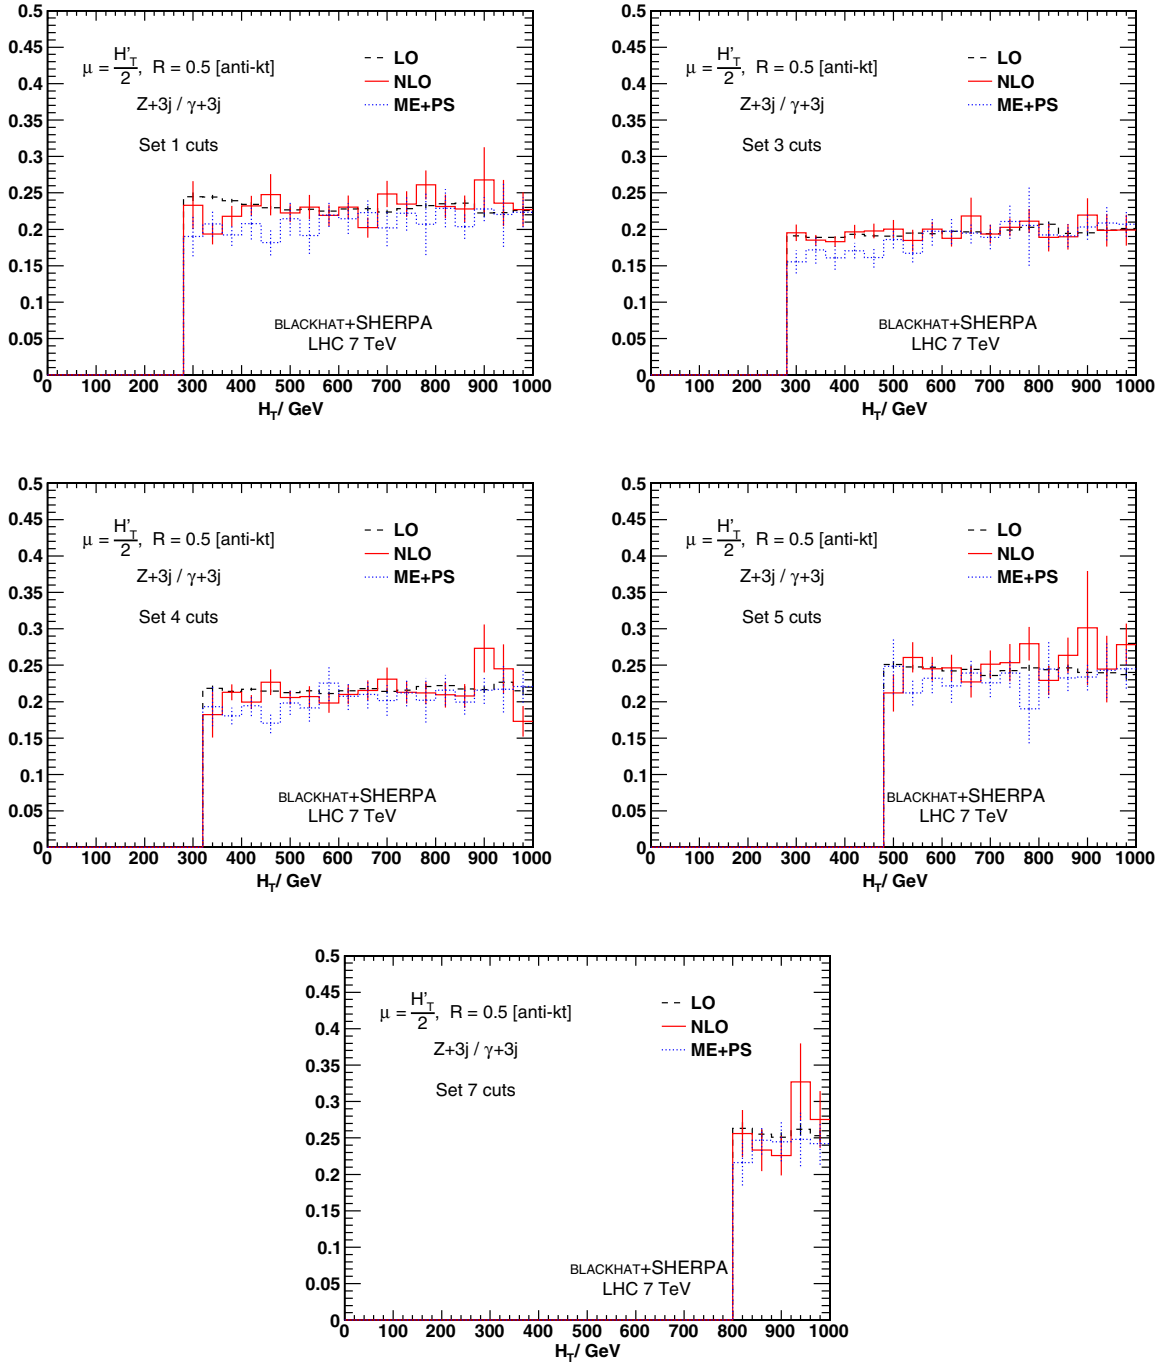 0.5
0.45
0.4
0.35
0.3
0.25
0.2
0.15
0.1
0.05
0
μ = H'T/2, R = 0.5 [anti-kt]
Z+3j / γ+3j
Set 1 cuts
LO
NLO
ME+PS
BLACKHAT+SHERPA
LHC 7 TeV
0 100 200 300 400 500 600 700 800 900 1000
HT/ GeV
0.5
0.45
0.4
0.35
0.3
0.25
0.2
0.15
0.1
0.05
0
μ = H'T/2, R = 0.5 [anti-kt]
Z+3j / γ+3j
Set 3 cuts
LO
NLO
ME+PS
BLACKHAT+SHERPA
LHC 7 TeV
0 100 200 300 400 500 600 700 800 900 1000
HT/ GeV
0.5
0.45
0.4
0.35
0.3
0.25
0.2
0.15
0.1
0.05
0
μ = H'T/2, R = 0.5 [anti-kt]
Z+3j / γ+3j
Set 4 cuts
LO
NLO
ME+PS
BLACKHAT+SHERPA
LHC 7 TeV
0 100 200 300 400 500 600 700 800 900 1000
HT/ GeV
0.5
0.45
0.4
0.35
0.3
0.25
0.2
0.15
0.1
0.05
0
μ = H'T/2, R = 0.5 [anti-kt]
Z+3j / γ+3j
Set 5 cuts
LO
NLO
ME+PS
BLACKHAT+SHERPA
LHC 7 TeV
0 100 200 300 400 500 600 700 800 900 1000
HT/ GeV
0.5
0.45
0.4
0.35
0.3
0.25
0.2
0.15
0.1
0.05
0
μ = H'T/2, R = 0.5 [anti-kt]
Z+3j / γ+3j
Set 7 cuts
LO
NLO
ME+PS
BLACKHAT+SHERPA
LHC 7 TeV
0 100 200 300 400 500 600 700 800 900 1000
HT/ GeV